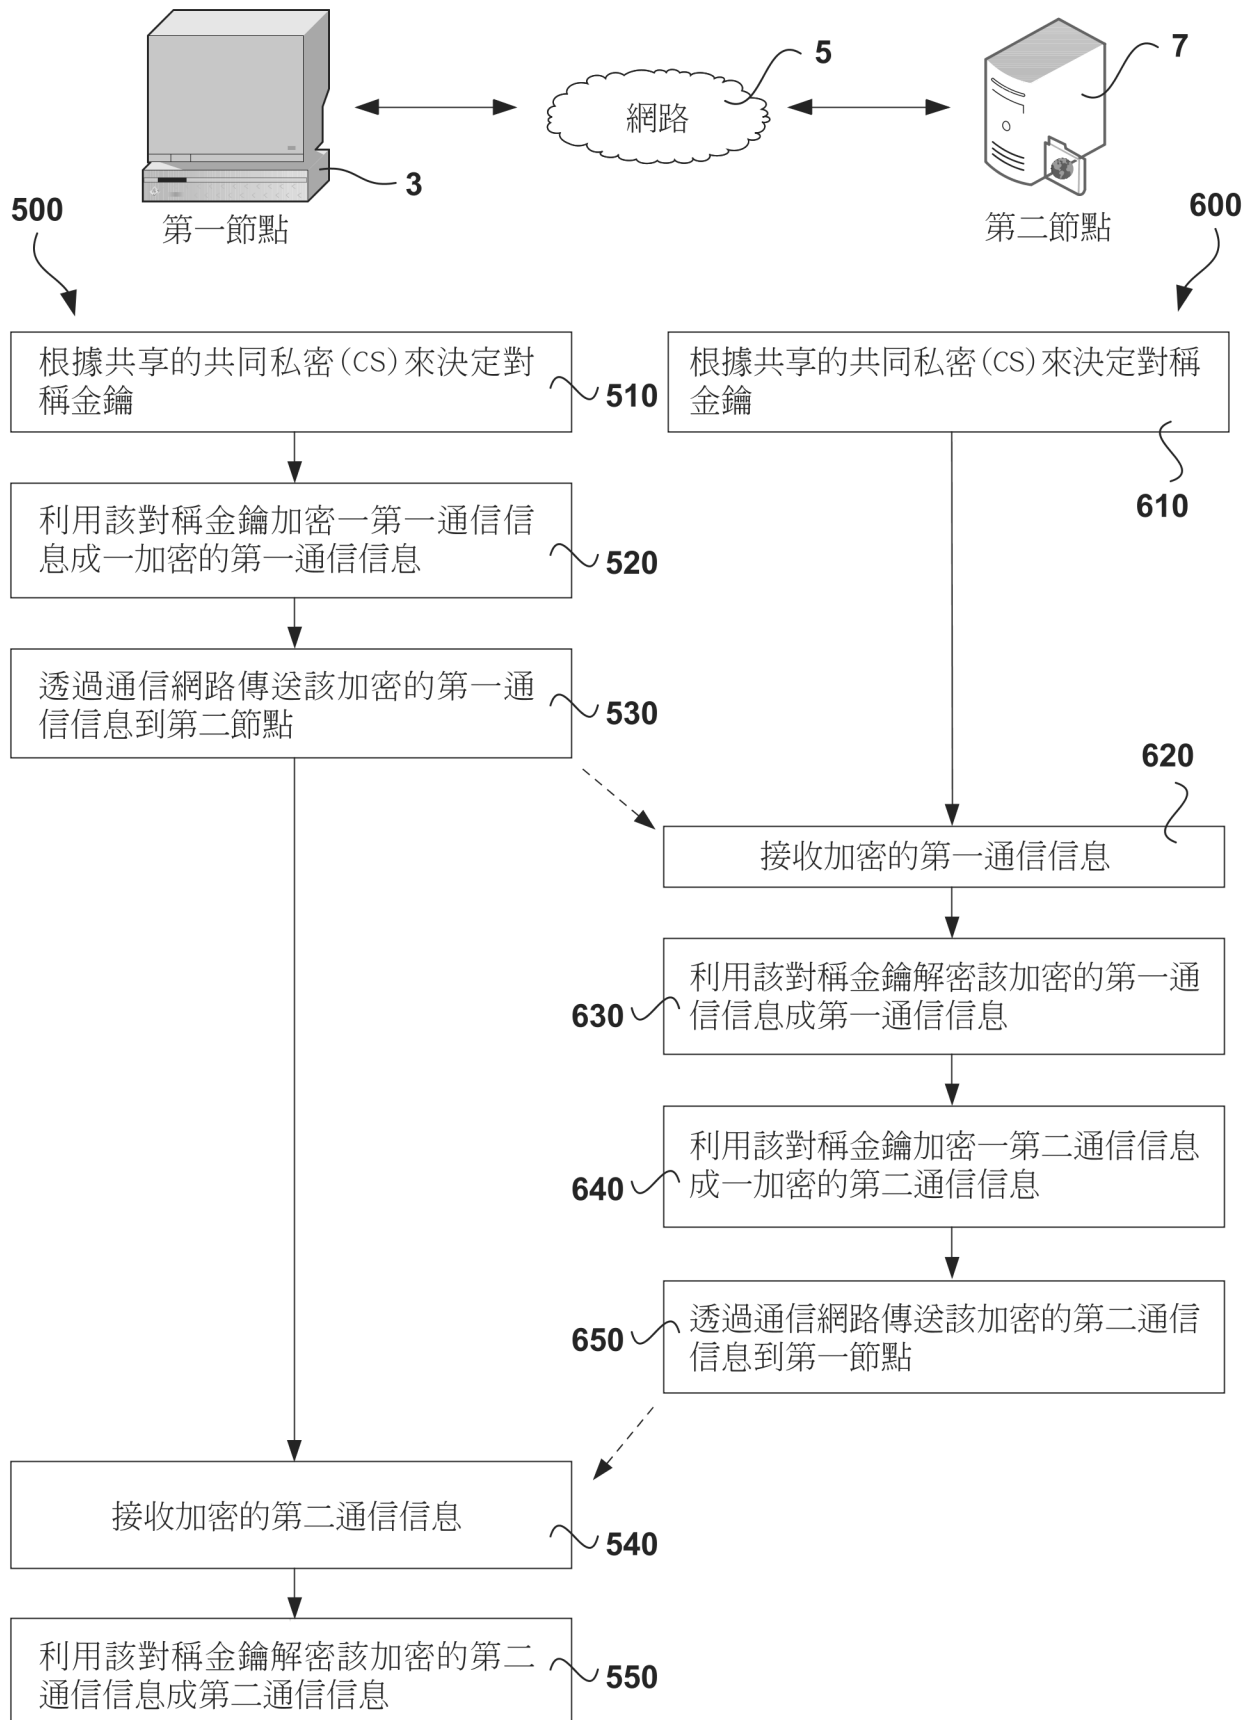 5
7
網路
3
第一節點
第二節點
500
600
根據共享的共同私密(CS)來決定對
稱金鑰
510
根據共享的共同私密(CS)來決定對稱
金鑰
610
利用該對稱金鑰加密一第一通信信
息成一加密的第一通信信息
520
透過通信網路傳送該加密的第一通
信信息到第二節點
530
620
接收加密的第一通信信息
利用該對稱金鑰解密該加密的第一通
信信息成第一通信信息
630
利用該對稱金鑰加密一第二通信信息
成一加密的第二通信信息
640
透過通信網路傳送該加密的第二通信
信息到第一節點
650
接收加密的第二通信信息
540
利用該對稱金鑰解密該加密的第二
通信信息成第二通信信息
550